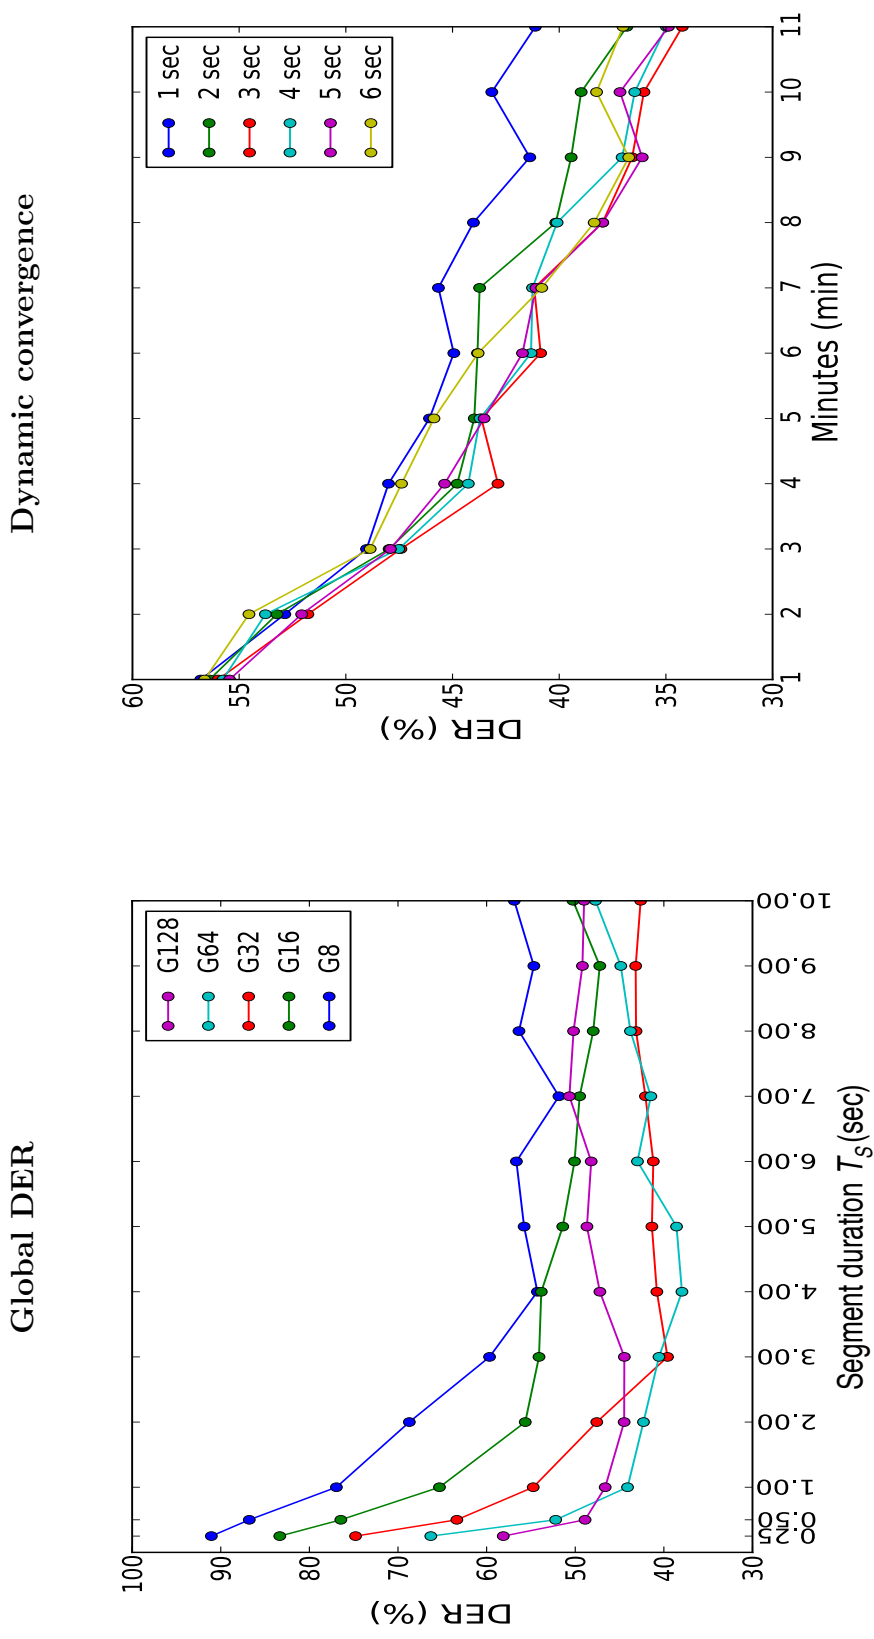 Global DER
DER (%)
100
90
80
70
60
50
40
30
0.25
0.50
1.00
2.00
3.00
4.00
5.00
6.00
7.00
8.00
9.00
10.00
Segment duration T_S (sec)
G128
G64
G32
G16
G8
Dynamic convergence
DER (%)
60
55
50
45
40
35
30
1
2
3
4
5
6
7
8
9
10
11
Minutes (min)
1 sec
2 sec
3 sec
4 sec
5 sec
6 sec